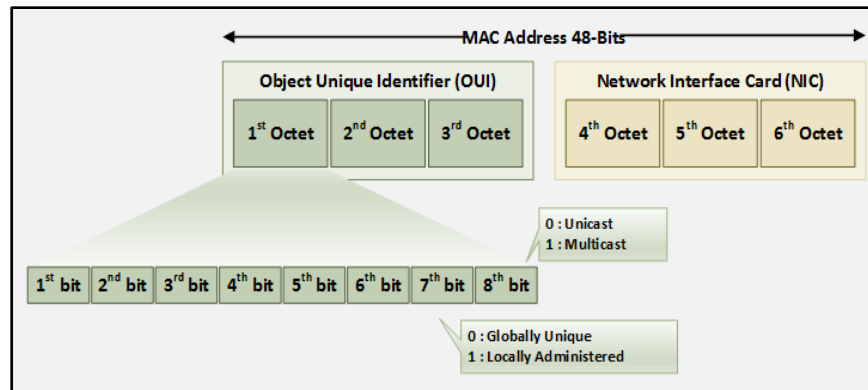 MAC Address 48-Bits
Object Unique Identifier (OUI)
Network Interface Card (NIC)
1st Octet
2nd Octet
3rd Octet
4th Octet
5th Octet
6th Octet
0 : Unicast
1 : Multicast
1st bit
2nd bit
3rd bit
4th bit
5th bit
6th bit
7th bit
8th bit
0 : Globally Unique
1 : Locally Administered